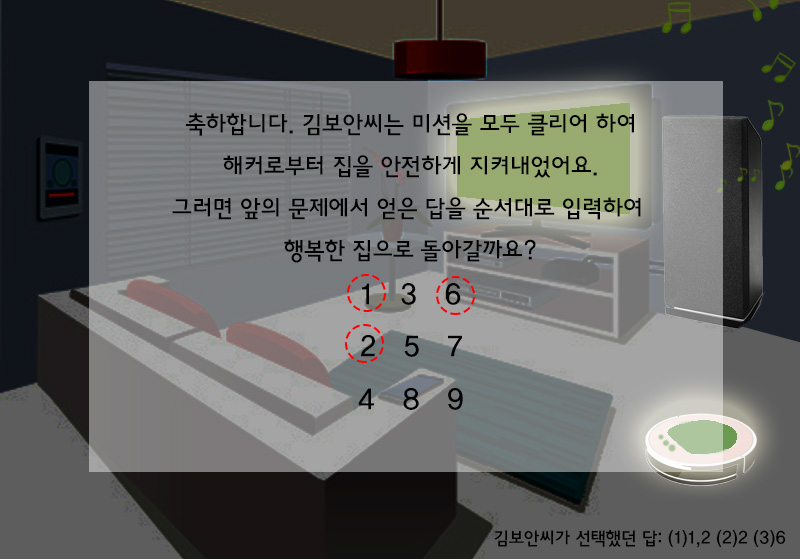 축하합니다. 김보안씨는 미션을 모두 클리어 하여
해커로부터 집을 안전하게 지켜내었어요.
그러면 앞의 문제에서 얻은 답을 순서대로 입력하여
행복한 집으로 돌아갈까요?
1 3 6
2 5 7
4 8 9
김보안씨가 선택했던 답: (1)1,2 (2)2 (3)6